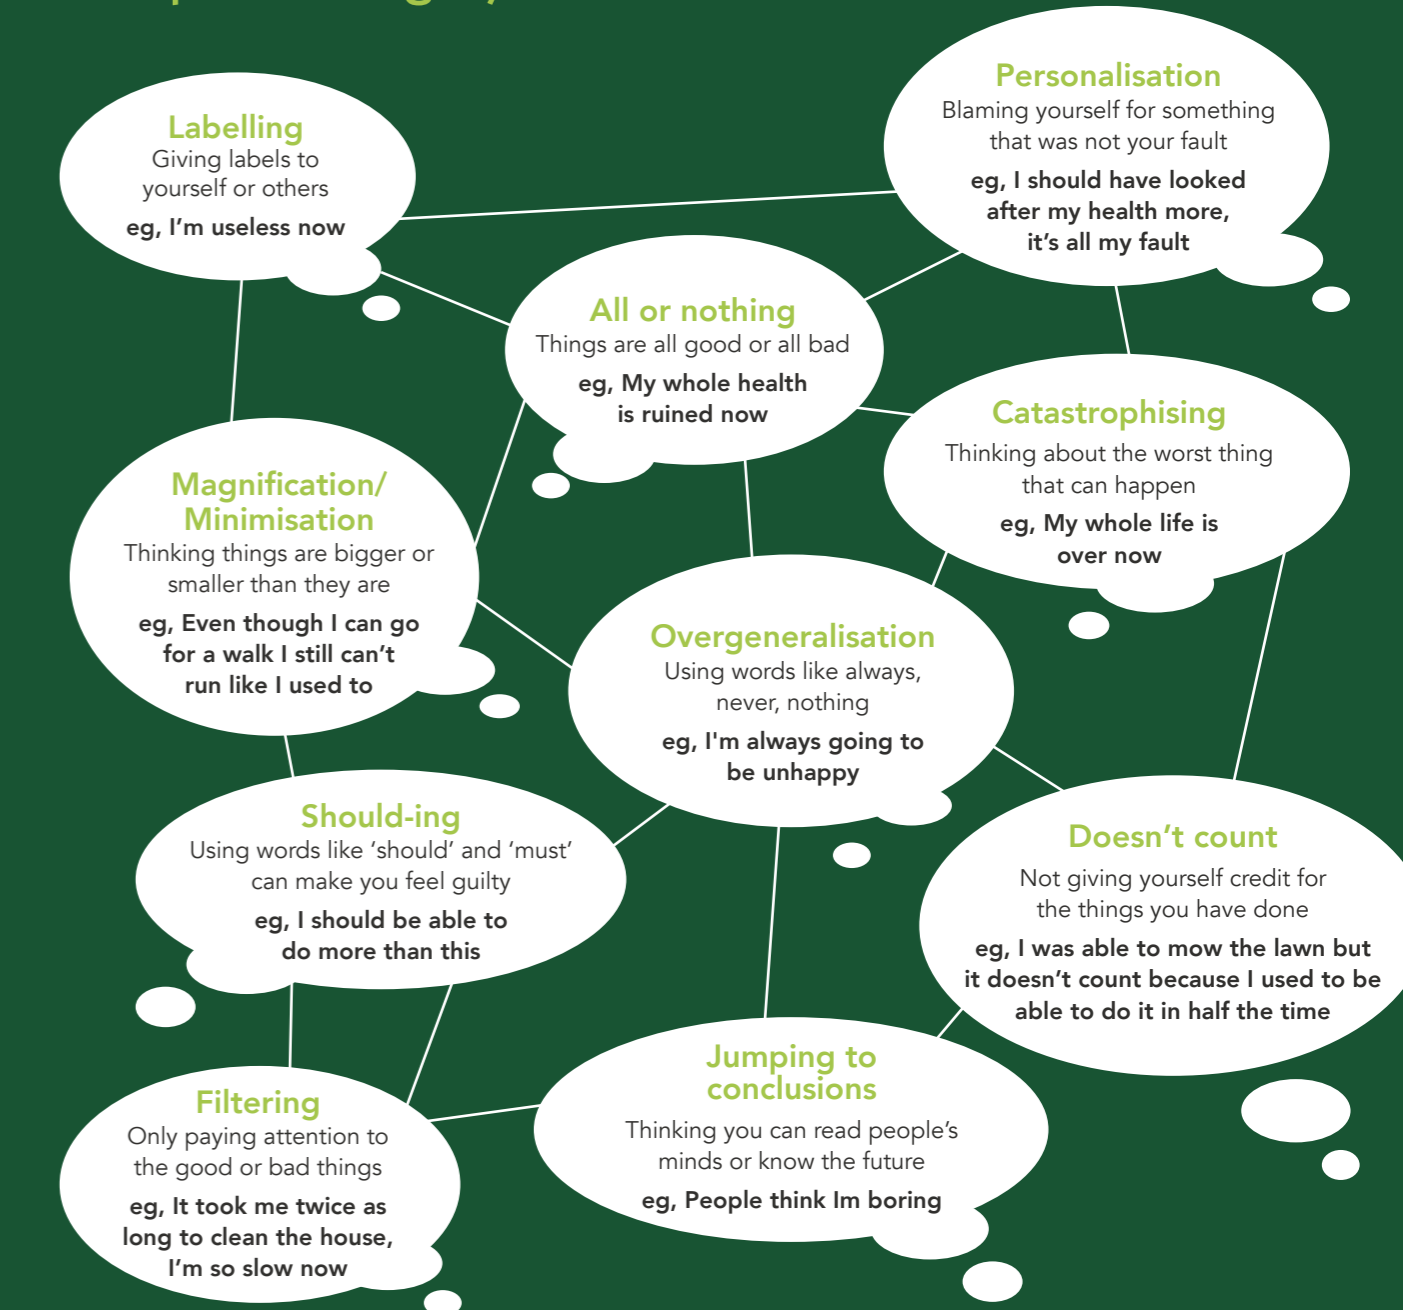 Labelling
Giving labels to
yourself or others
eg, I’m useless now
Personalisation
Blaming yourself for something
that was not your fault
eg, I should have looked
after my health more,
it’s all my fault
All or nothing
Things are all good or all bad
eg, My whole health
is ruined now
Catastrophising
Thinking about the worst thing
that can happen
eg, My whole life is
over now
Magnification/
Minimisation
Thinking things are bigger or
smaller than they are
eg, Even though I can go
for a walk I still can’t
run like I used to
Overgeneralisation
Using words like always,
never, nothing
eg, I'm always going to
be unhappy
Should-ing
Using words like ‘should’ and ‘must’
can make you feel guilty
eg, I should be able to
do more than this
Doesn’t count
Not giving yourself credit for
the things you have done
eg, I was able to mow the lawn but
it doesn’t count because I used to be
able to do it in half the time
Filtering
Only paying attention to
the good or bad things
eg, It took me twice as
long to clean the house,
I’m so slow now
Jumping to
conclusions
Thinking you can read people’s
minds or know the future
eg, People think Im boring